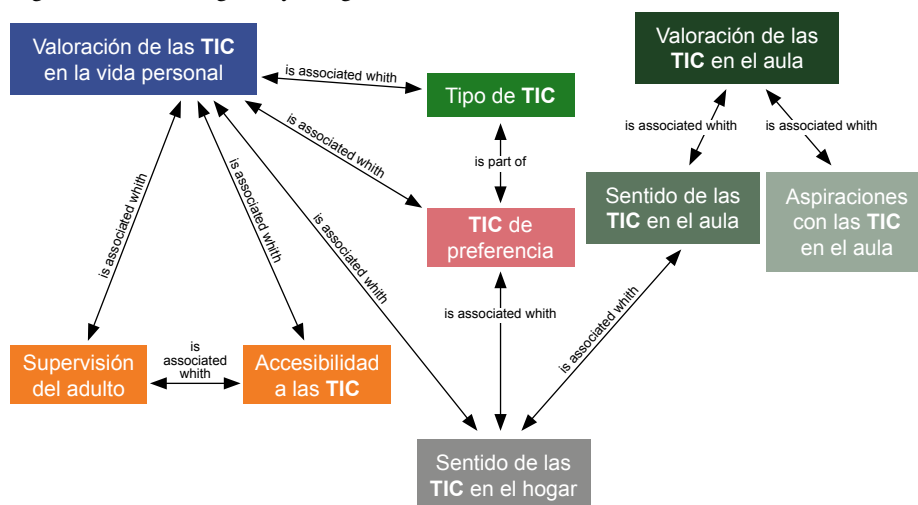 Valoración de las TIC
en la vida personal
is associated whith
Tipo de TIC
Valoración de las
TIC en el aula
is associated whith
is associated whith
is associated whith
is part of
is associated whith
is associated whith
is associated whith
TIC de
preferencia
Sentido de las
TIC en el aula
Aspiraciones
con las TIC
en el aula
is associated whith
is associated whith
is associated whith
Supervisión
del adulto
is
associated
whith
Accesibilidad
a las TIC
Sentido de las
TIC en el hogar